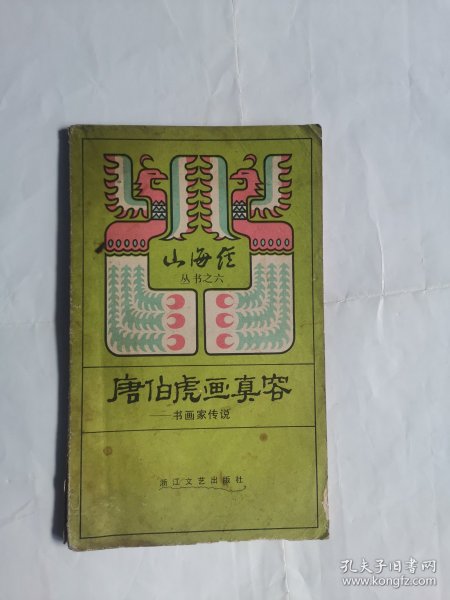 山海经
丛书之六
唐伯虎画真容
——书画家传说
浙江文艺出版社
孔夫子旧书网
www.kongfz.com